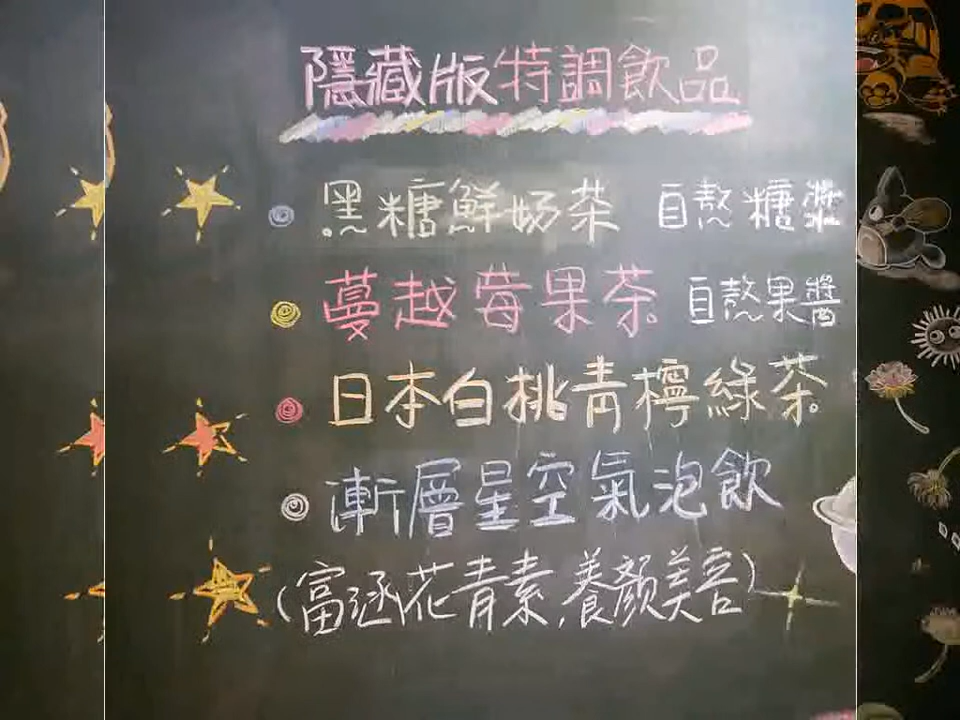 隱藏版特調飲品
黑糖鮮奶茶 自熬糖漿
蔓越莓果茶 自熬果醬
日本白桃青檸綠茶
漸層星空氣泡飲
(富涵花青素,養顏美容)